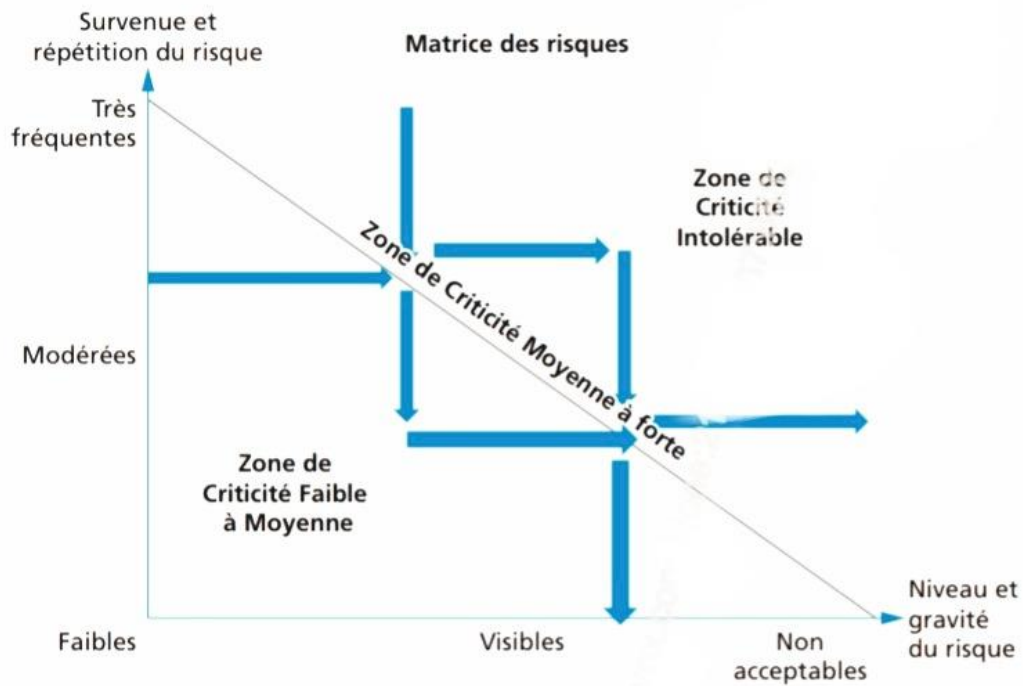 Survenue et
répétition du risque
Matrice des risques
Très
fréquentes
Zone de
Criticité
Intolérable
Zone de Criticité Moyenne à forte
Modérées
Zone de
Criticité Faible
à Moyenne
Niveau et
gravité
du risque
Faibles
Visibles
Non
acceptables